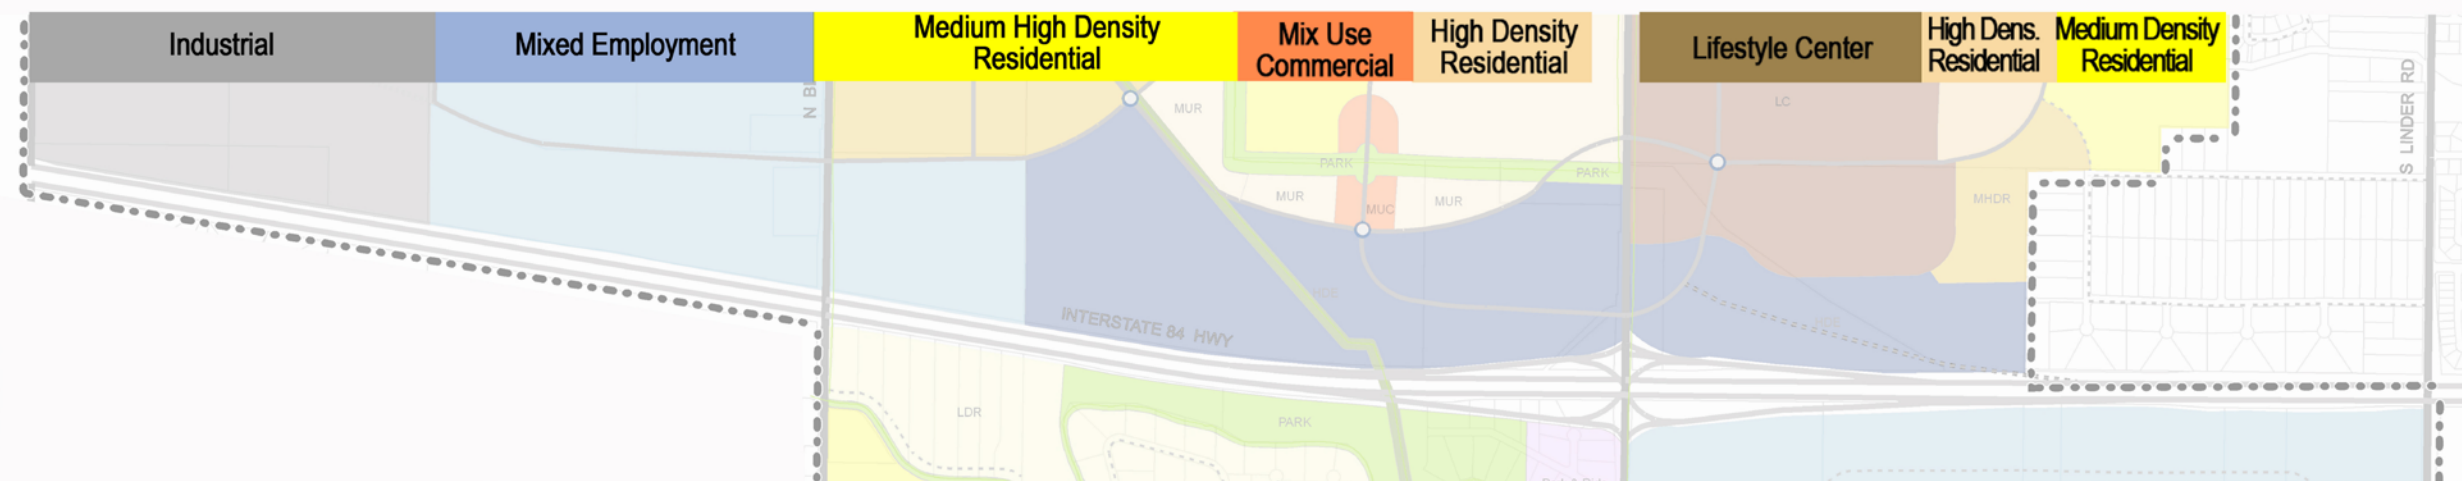 Industrial
Mixed Employment
Medium High Density
Residential
Mix Use
Commercial
High Density
Residential
Lifestyle Center
High Dens.
Residential
Medium Density
Residential
S LINDER RD
MUR
LC
PARK
PARK
MUR
MUC
MUR
MHDR
INTERSTATE 84 HWY
LDR
PARK